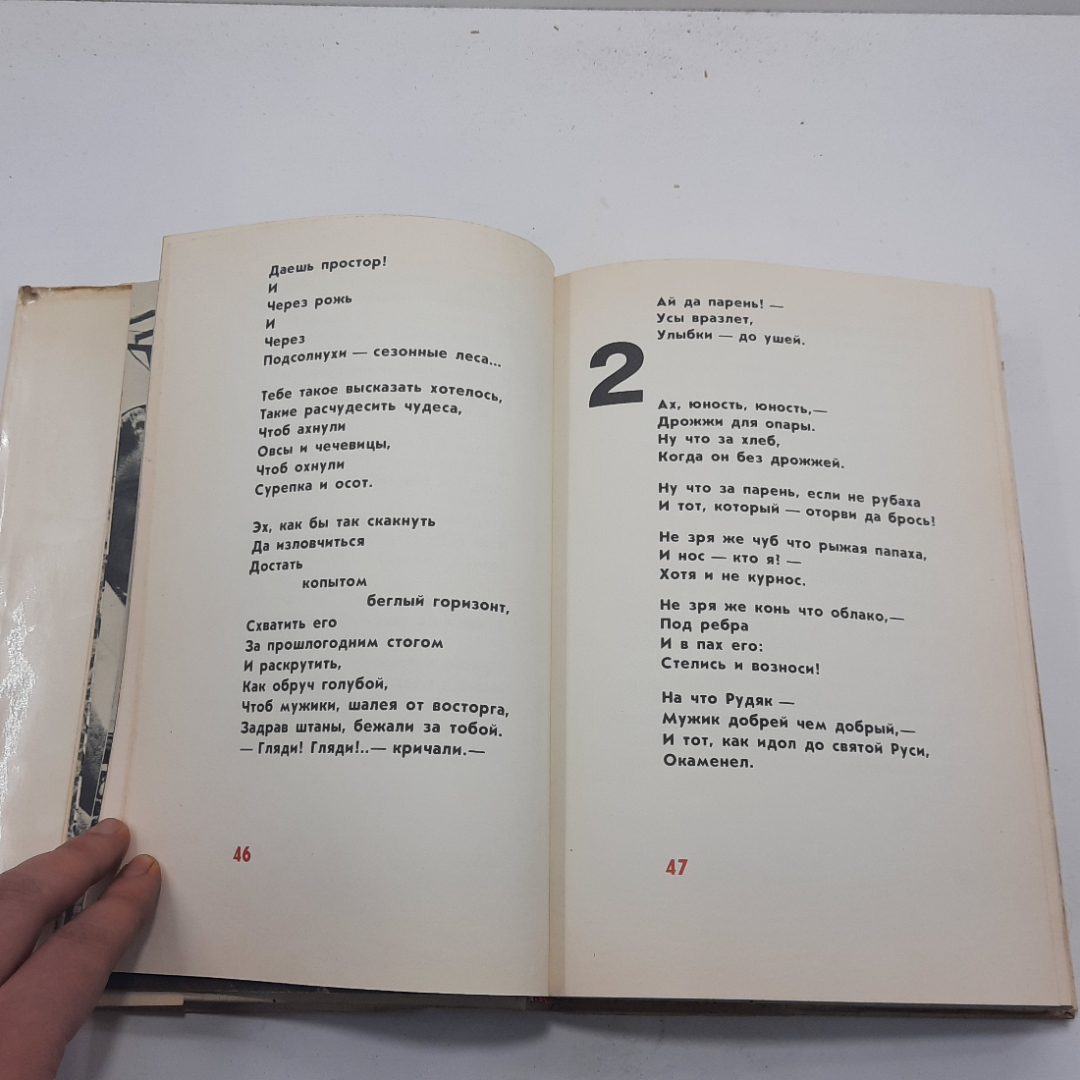 Даешь простор!
И
Через рожь
И
Через
Подсолнухи — сезонные леса...
Тебе такое высказать хотелось,
Такие расчудесить чудеса,
Чтоб ахнули
Овсы и чечевицы,
Чтоб охнули
Сурепка и осот.
Эх, как бы так скакнуть
Да изловчиться
Достать
копытом
беглый горизонт,
Схватить его
За прошлогодним стогом
И раскрутить,
Как обруч голубой,
Чтоб мужики, шалея от восторга,
Задрав штаны, бежали за тобой.
— Гляди! Гляди!..— кричали.—
46
Ай да парень! —
Усы вразлет,
Улыбки — до ушей.
2
Ах, юность, юность,—
Дрожжи для опары.
Ну что за хлеб,
Когда он без дрожжей.
Ну что за парень, если не рубаха
И тот, который — оторви да брось!
Не зря же чуб что рыжая папаха,
И нос — кто я! —
Хотя и не курнос.
Не зря же конь что облако,—
Под ребра
И в пах его:
Стелись и возноси!
На что Рудяк —
Мужик добрей чем добрый,—
И тот, как идол до святой Руси,
Окаменел.
47